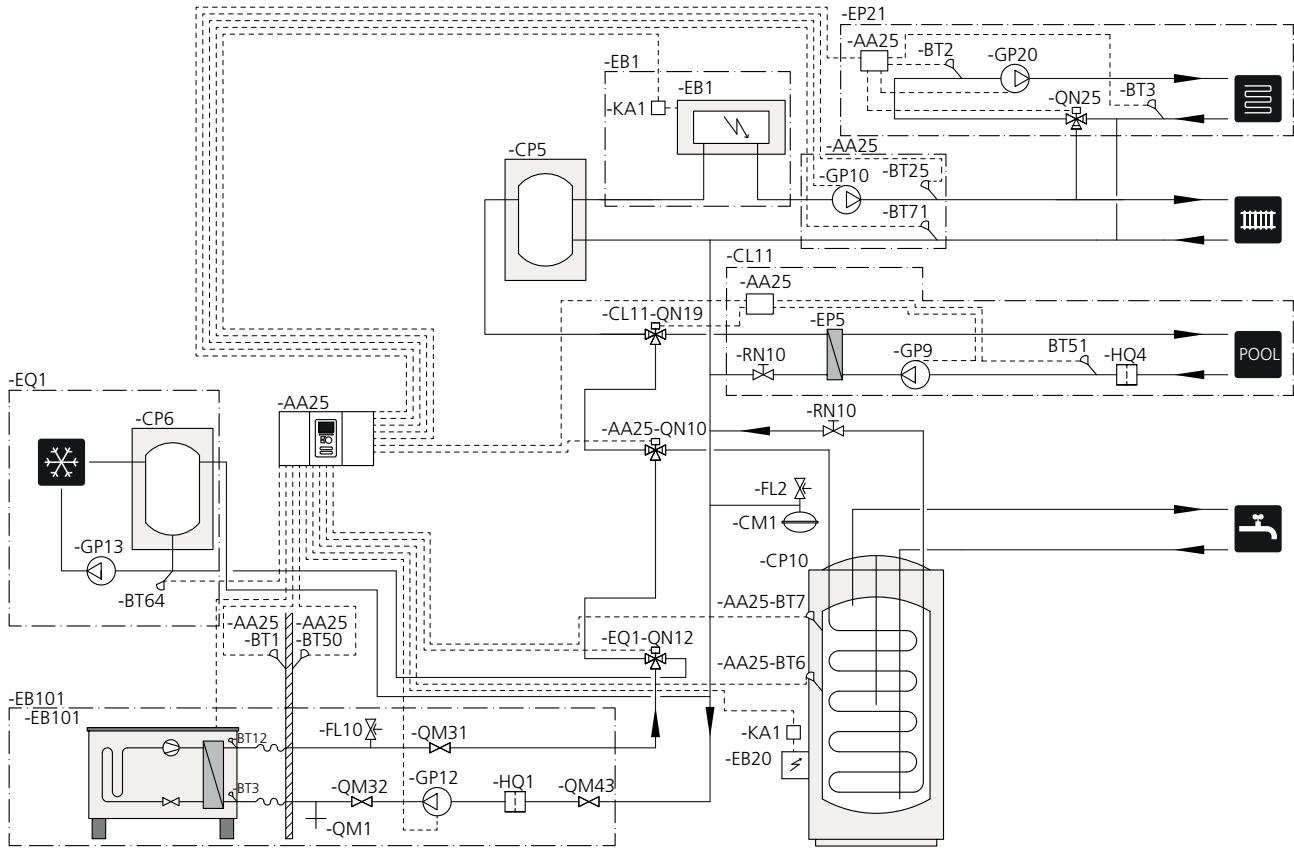 -EP21
-AA25
-BT2
-GP20
-BT3
-QN25
-EB1
-EB1
-KA1
-CP5
-AA25
-GP10
-BT25
-BT71
-CL11
-AA25
-CL11-QN19
-EP5
-RN10
-GP9
BT51
-HQ4
POOL
-EQ1
-CP6
-AA25
-RN10
-AA25-QN10
-FL2
-CM1
-GP13
-BT64
-CP10
-AA25
-BT1
-AA25
-BT50
-AA25-BT7
-EQ1-QN12
-AA25-BT6
-EB101
-EB101
-BT12
-FL10
-QM31
-KA1
-EB20
-BT3
-QM32
-GP12
-HQ1
-QM43
-QM1